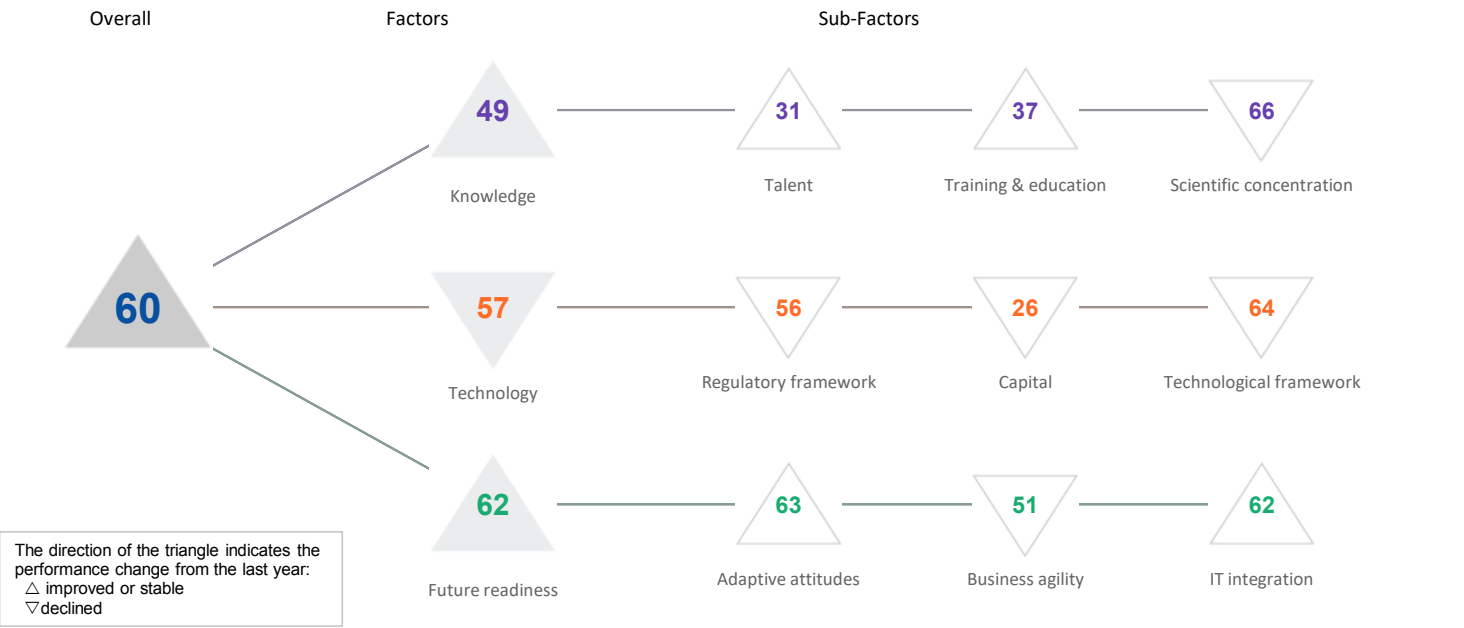 Overall
Factors
Sub-Factors
49
31
37
66
Knowledge
Talent
Training & education
Scientific concentration
60
57
56
26
64
Technology
Regulatory framework
Capital
Technological framework
62
63
51
62
Future readiness
Adaptive attitudes
Business agility
IT integration
The direction of the triangle indicates the
performance change from the last year:
△ improved or stable
▽declined